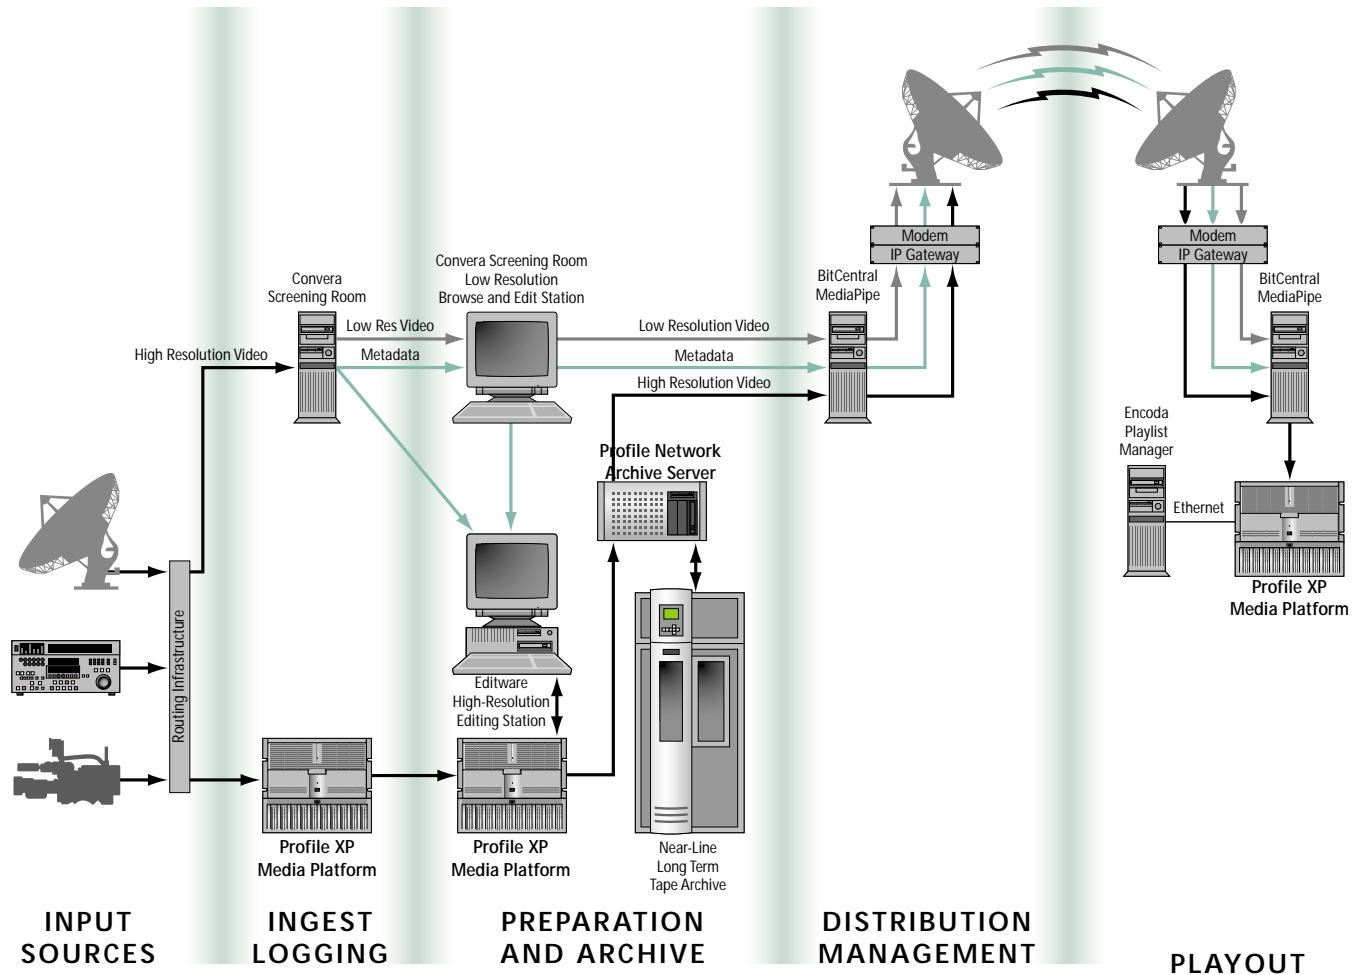 Modem
IP Gateway
Modem
IP Gateway
Convera
Screening Room
Convera Screening Room
Low Resolution
Browse and Edit Station
BitCentral
MediaPipe
BitCentral
MediaPipe
Low Res Video
Low Resolution Video
High Resolution Video
Metadata
Metadata
High Resolution Video
Encoda
Playlist
Manager
Profile Network
Archive Server
Ethernet
Profile XP
Media Platform
Routing Infrastructure
Editware
High-Resolution
Editing Station
Profile XP
Media Platform
Profile XP
Media Platform
Near-Line
Long Term
Tape Archive
INPUT
SOURCES
INGEST
LOGGING
PREPARATION
AND ARCHIVE
DISTRIBUTION
MANAGEMENT
PLAYOUT